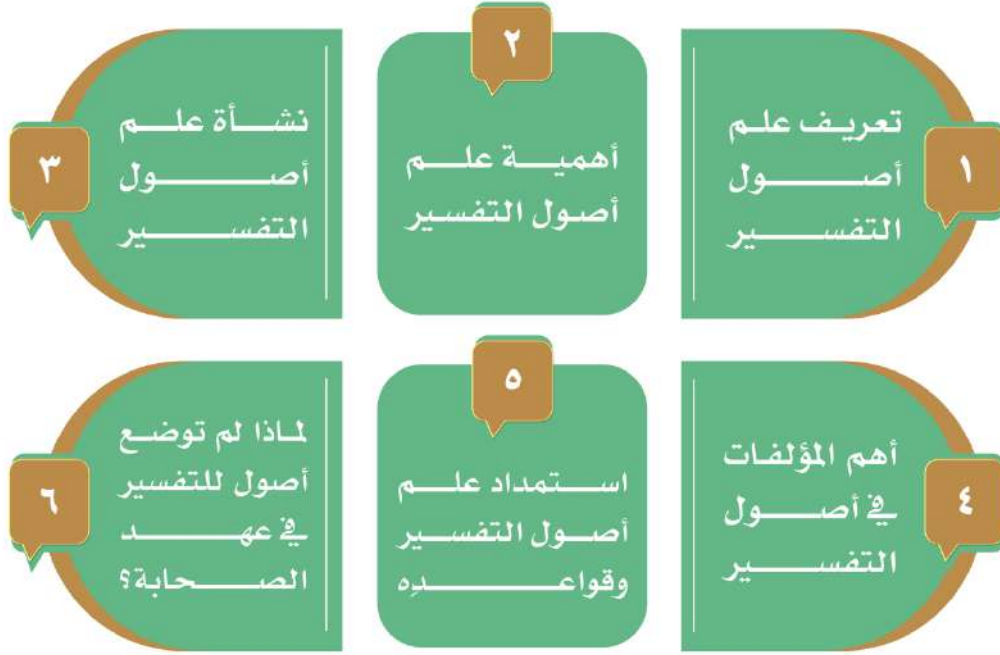 ١
تعريف علم
أصول
التفسير
٢
أهمية علم
أصول التفسير
٣
نشأة علم
أصول
التفسير
٤
أهم المؤلفات
في أصول
التفسير
٥
استمداد علم
أصول التفسير
وقواعدِه
٦
لماذا لم توضع
أصول للتفسير
في عهد
الصحابة؟